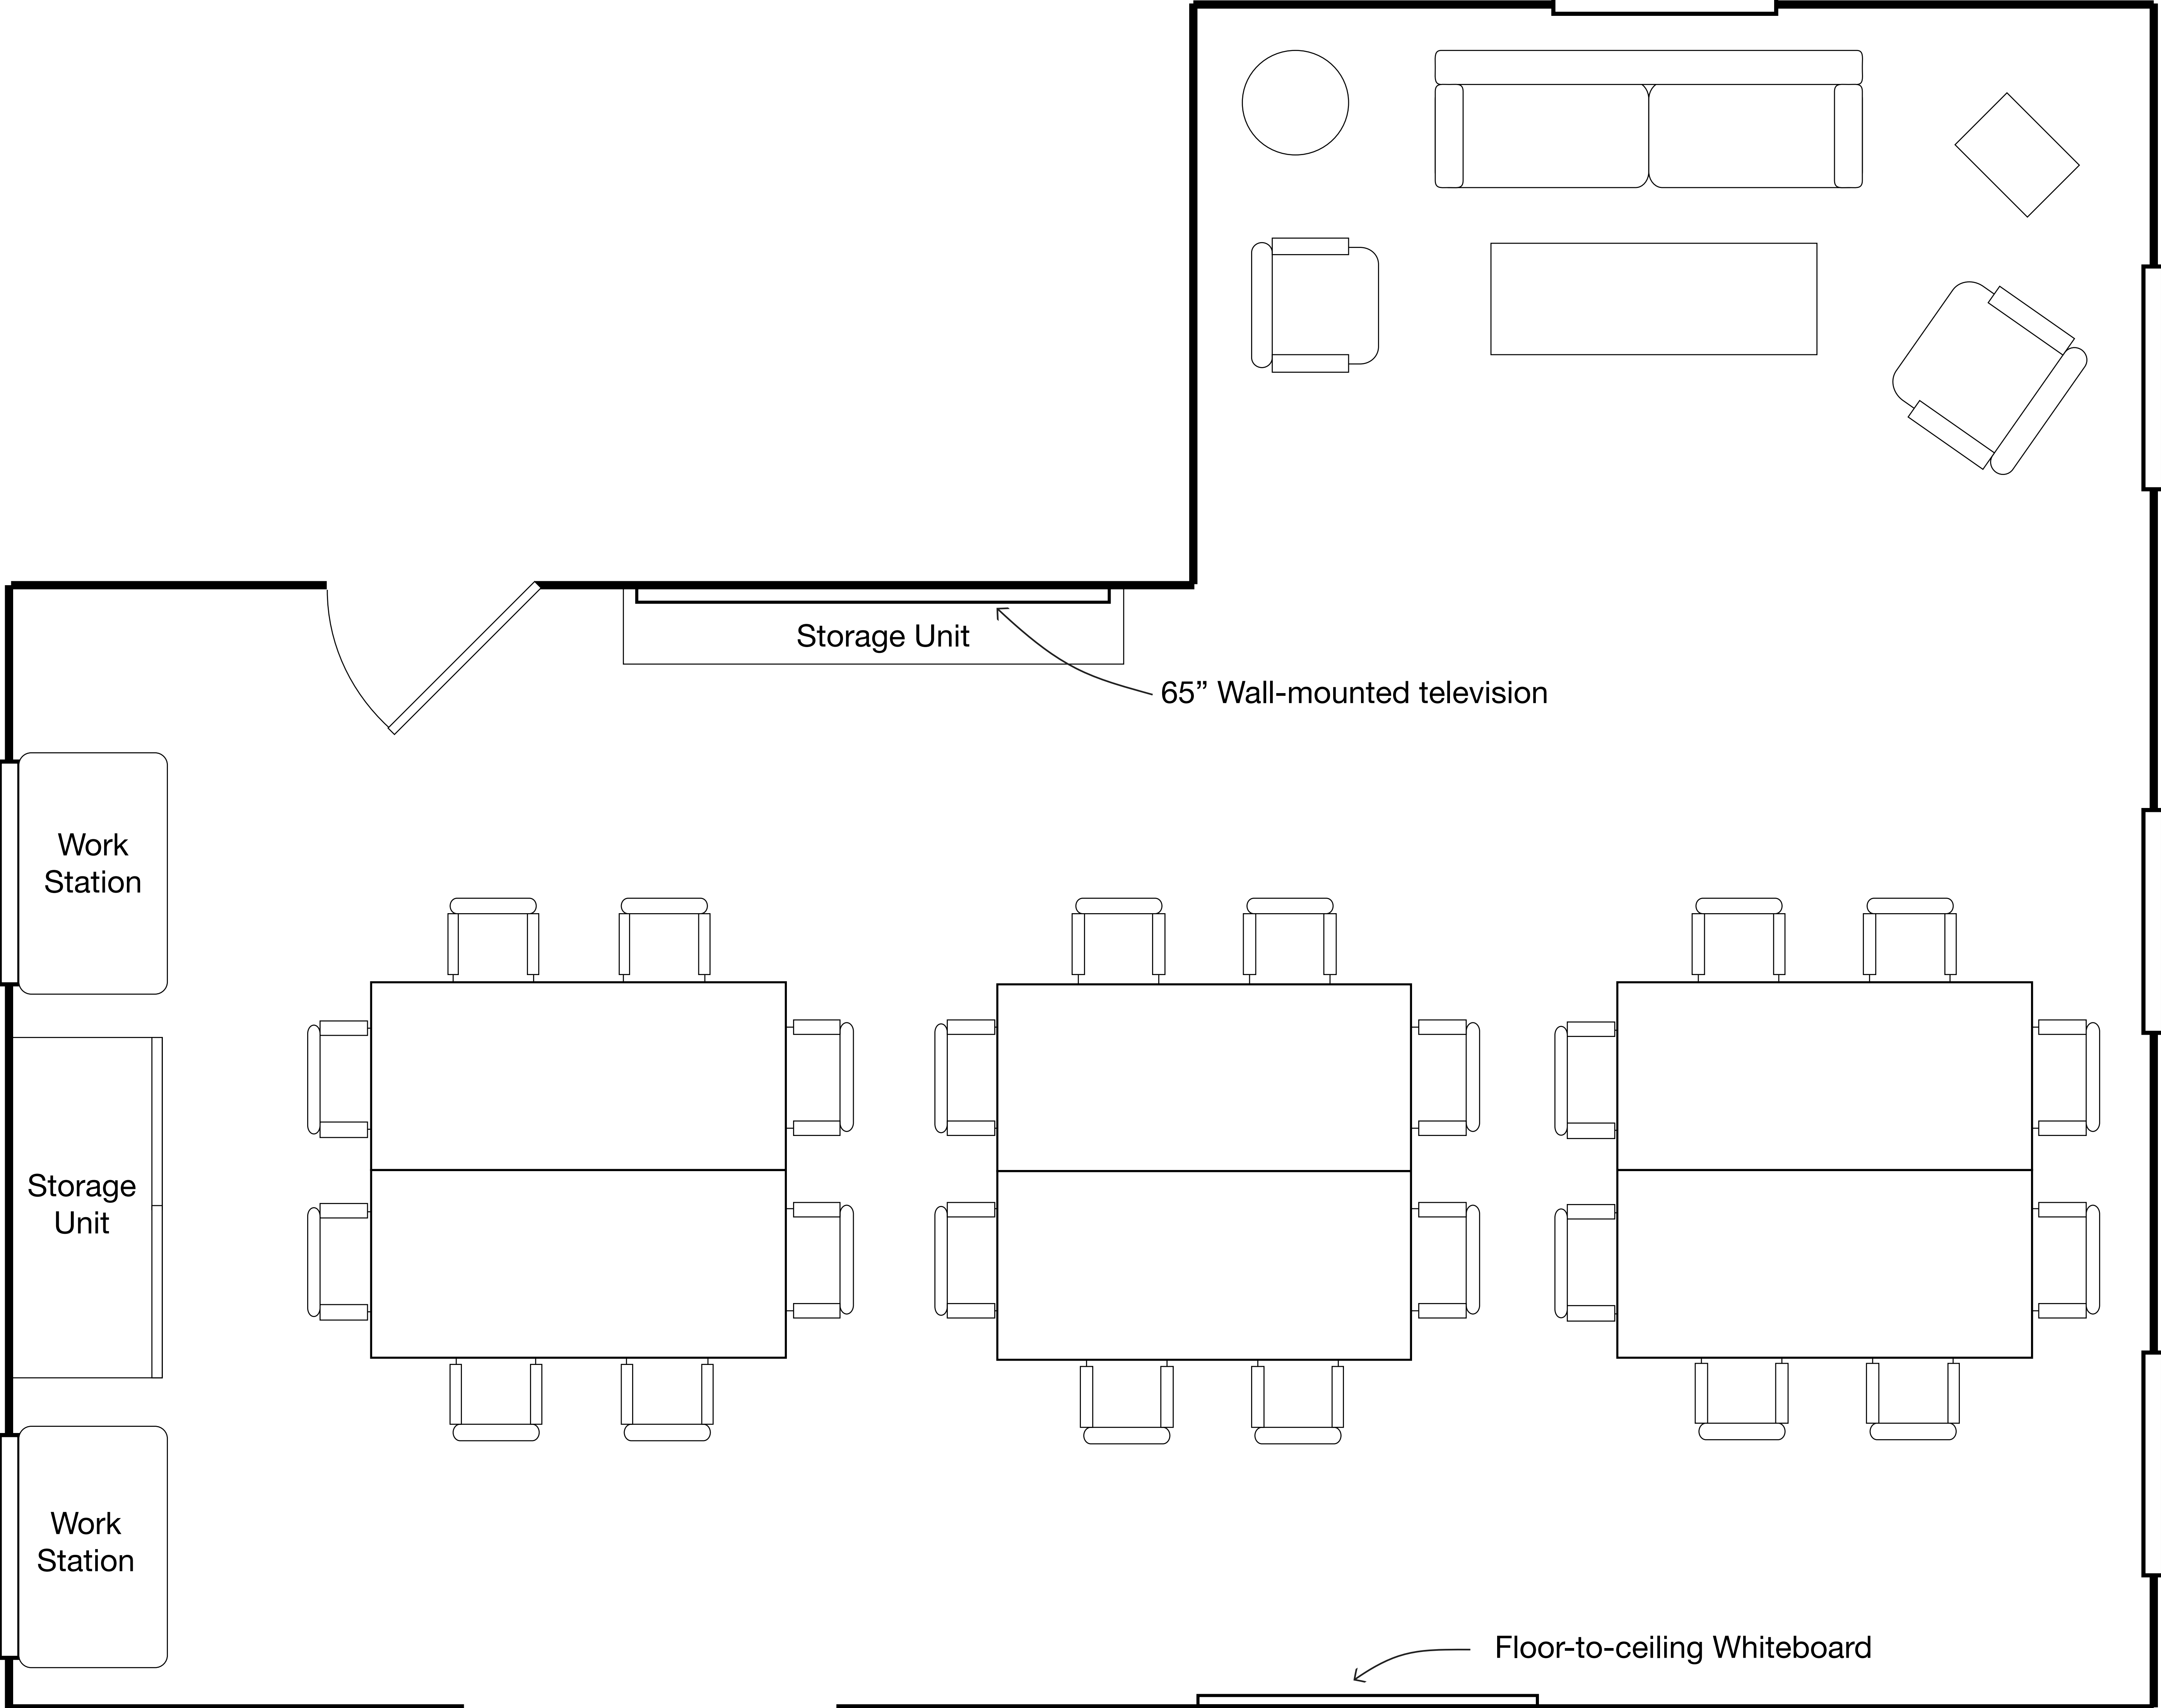 Storage Unit
65” Wall-mounted television
Work
Station
Storage
Unit
Work
Station
Floor-to-ceiling Whiteboard